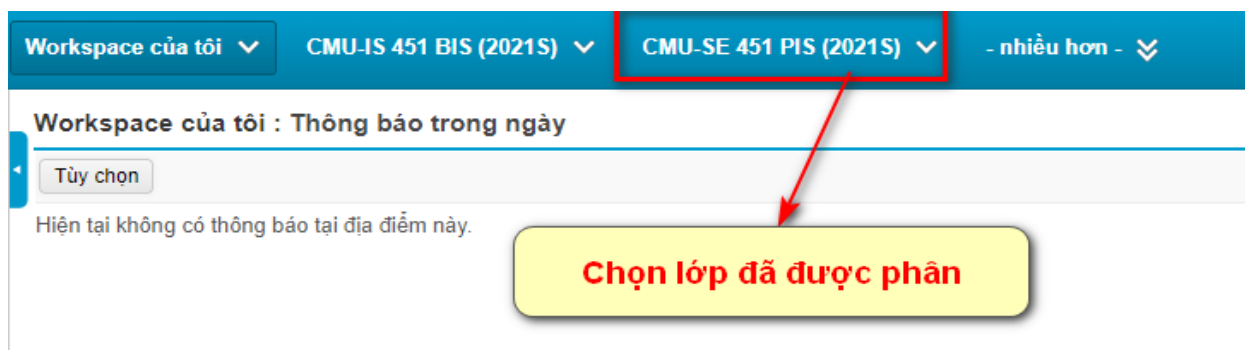 Workspace của tôi CMU-IS 451 BIS (2021S) CMU-SE 451 PIS (2021S) - nhiều hơn -
Workspace của tôi : Thông báo trong ngày
Tùy chọn
Hiện tại không có thông báo tại địa điểm này.
Chọn lớp đã được phân